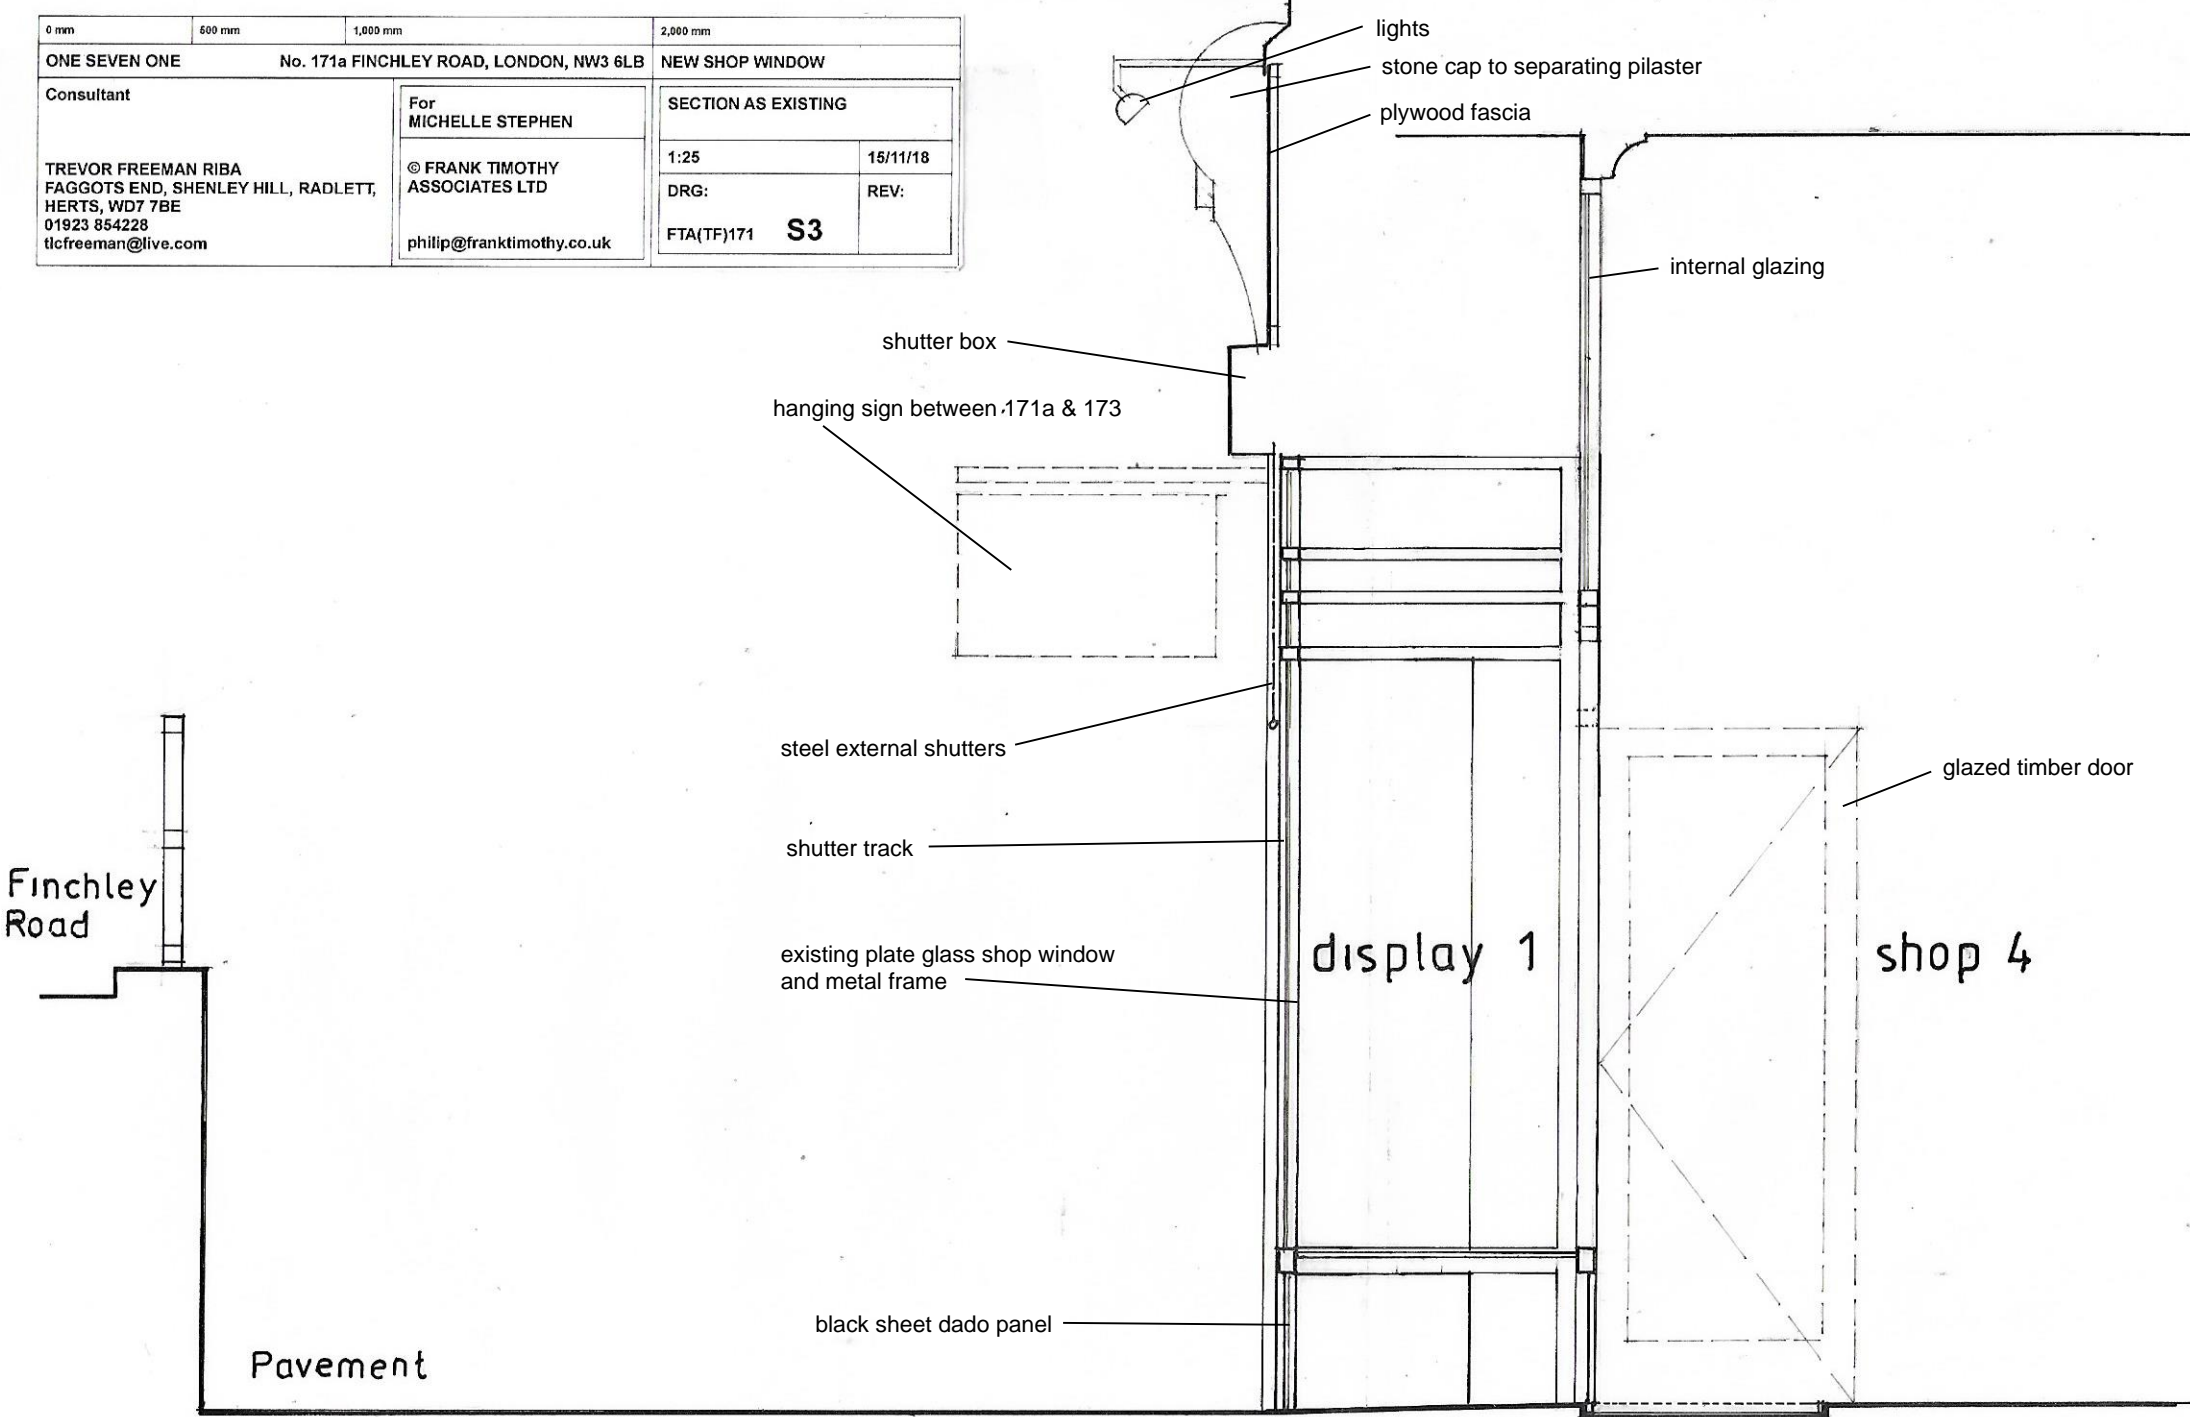 0 mm 500 mm 1,000 mm 2,000 mm
ONE SEVEN ONE No. 171a FINCHLEY ROAD, LONDON, NW3 6LB NEW SHOP WINDOW
Consultant
TREVOR FREEMAN RIBA
FAGGOTS END, SHENLEY HILL, RADLETT,
HERTS, WD7 7BE
01923 854228
tlcfreeman@live.com
For
MICHELLE STEPHEN
© FRANK TIMOTHY
ASSOCIATES LTD
philip@franktimothy.co.uk
SECTION AS EXISTING
1:25 15/11/18
DRG: REV:
FTA(TF)171 S3
lights
stone cap to separating pilaster
plywood fascia
internal glazing
shutter box
hanging sign between 171a & 173
steel external shutters
glazed timber door
shutter track
Finchley
Road
existing plate glass shop window
and metal frame
display 1
shop 4
black sheet dado panel
Pavement